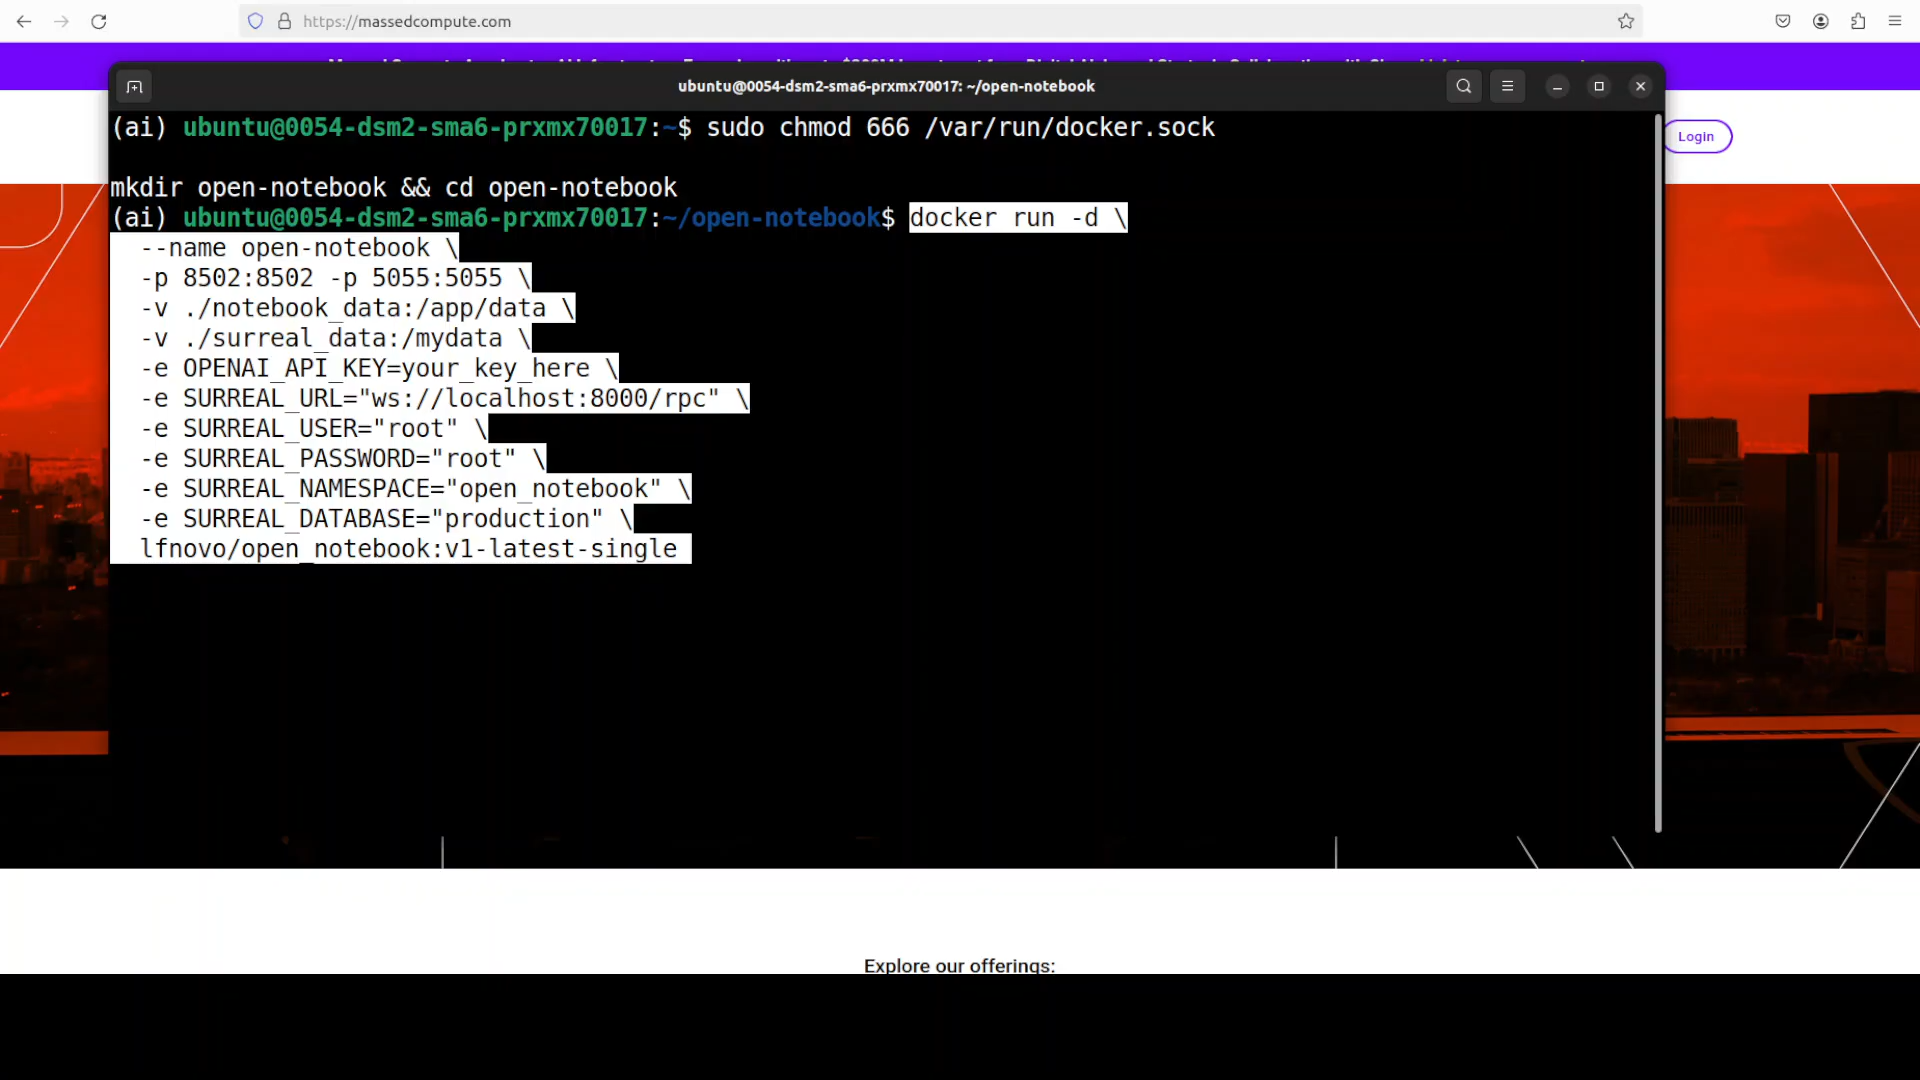 https://massedcompute.com
ubuntu@0054-dsm2-sma6-prxmx70017: ~/open-notebook
Login
(ai) ubuntu@0054-dsm2-sma6-prxmx70017:~$ sudo chmod 666 /var/run/docker.sock
mkdir open-notebook && cd open-notebook
(ai) ubuntu@0054-dsm2-sma6-prxmx70017:~/open-notebook$ docker run -d \
--name open-notebook \
-p 8502:8502 -p 5055:5055 \
-v ./notebook_data:/app/data \
-v ./surreal_data:/mydata \
-e OPENAI_API_KEY=your_key_here \
-e SURREAL_URL="ws://localhost:8000/rpc" \
-e SURREAL_USER="root" \
-e SURREAL_PASSWORD="root" \
-e SURREAL_NAMESPACE="open_notebook" \
-e SURREAL_DATABASE="production" \
lfnovo/open_notebook:v1-latest-single
Explore our offerings: